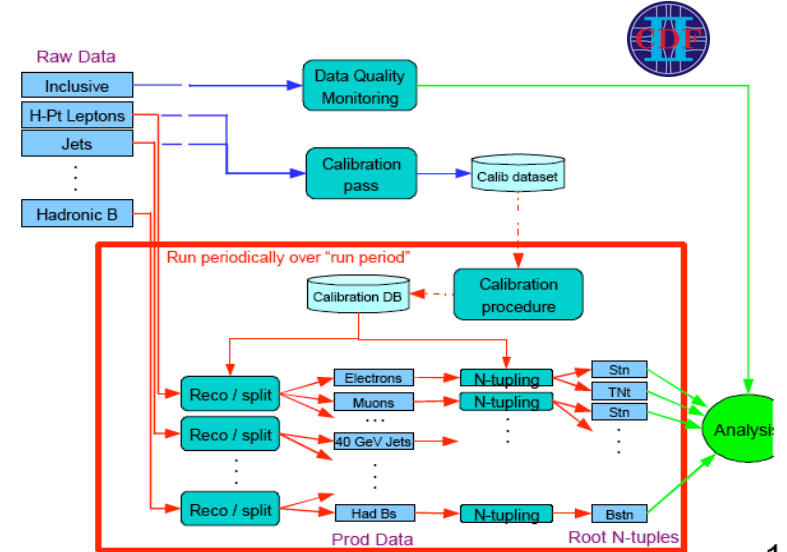 CDF
II
Raw Data
Inclusive
H-Pt Leptons
Jets
Hadronic B
Data Quality
Monitoring
Calibration
pass
Calib dataset
Run periodically over “run period”
Calibration DB
Calibration
procedure
Reco / split
Electrons
N-tupling
Stn
Muons
N-tupling
TNt
Stn
Reco / split
40 GeV Jets
Analysis
Reco / split
Had Bs
N-tupling
Bstn
Prod Data
Root N-tuples
1